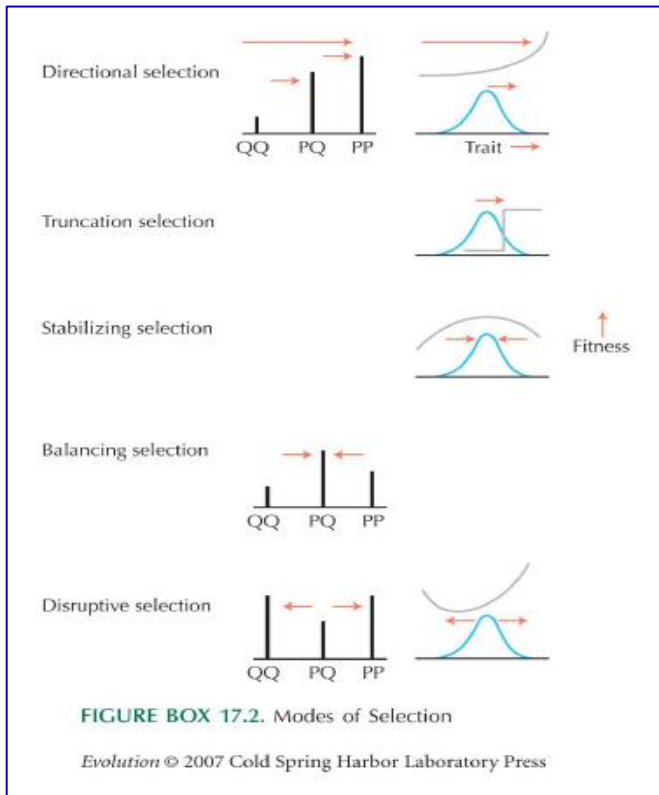 Directional selection
QQ PQ PP
Trait
Truncation selection
Stabilizing selection
Fitness
Balancing selection
QQ PQ PP
Disruptive selection
QQ PQ PP
FIGURE BOX 17.2. Modes of Selection
Evolution © 2007 Cold Spring Harbor Laboratory Press